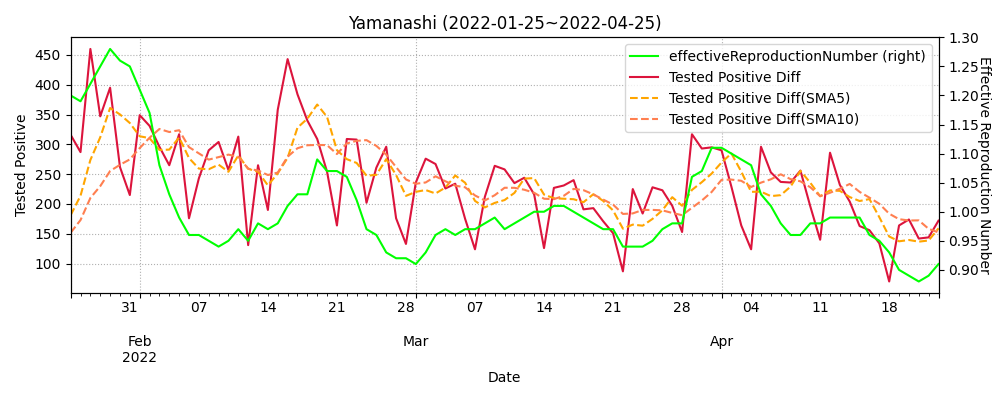 Yamanashi (2022-01-25~2022-04-25)
effectiveReproductionNumber (right)
Tested Positive Diff
Tested Positive Diff(SMA5)
Tested Positive Diff(SMA10)
Tested Positive
450
400
350
300
250
200
150
100
1.30
1.25
1.20
1.15
1.10
1.05
1.00
0.95
0.90
Effective Reproduction Number
31 07 14 21 28 07 14 21 28 04 11 18
Feb Mar Apr
2022
Date